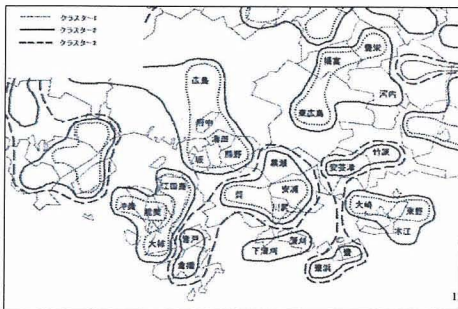 クラスター1
クラスター2
クラスター3
広島
府中
海田
坂
熊野
福富
豊栄
河内
東広島
黒瀬
呉
安浦
川尻
安芸津
竹原
江田島
沖美
能美
大柿
音戸
倉橋
下蒲刈
蒲刈
豊浜
豊
大崎
東野
木江
1